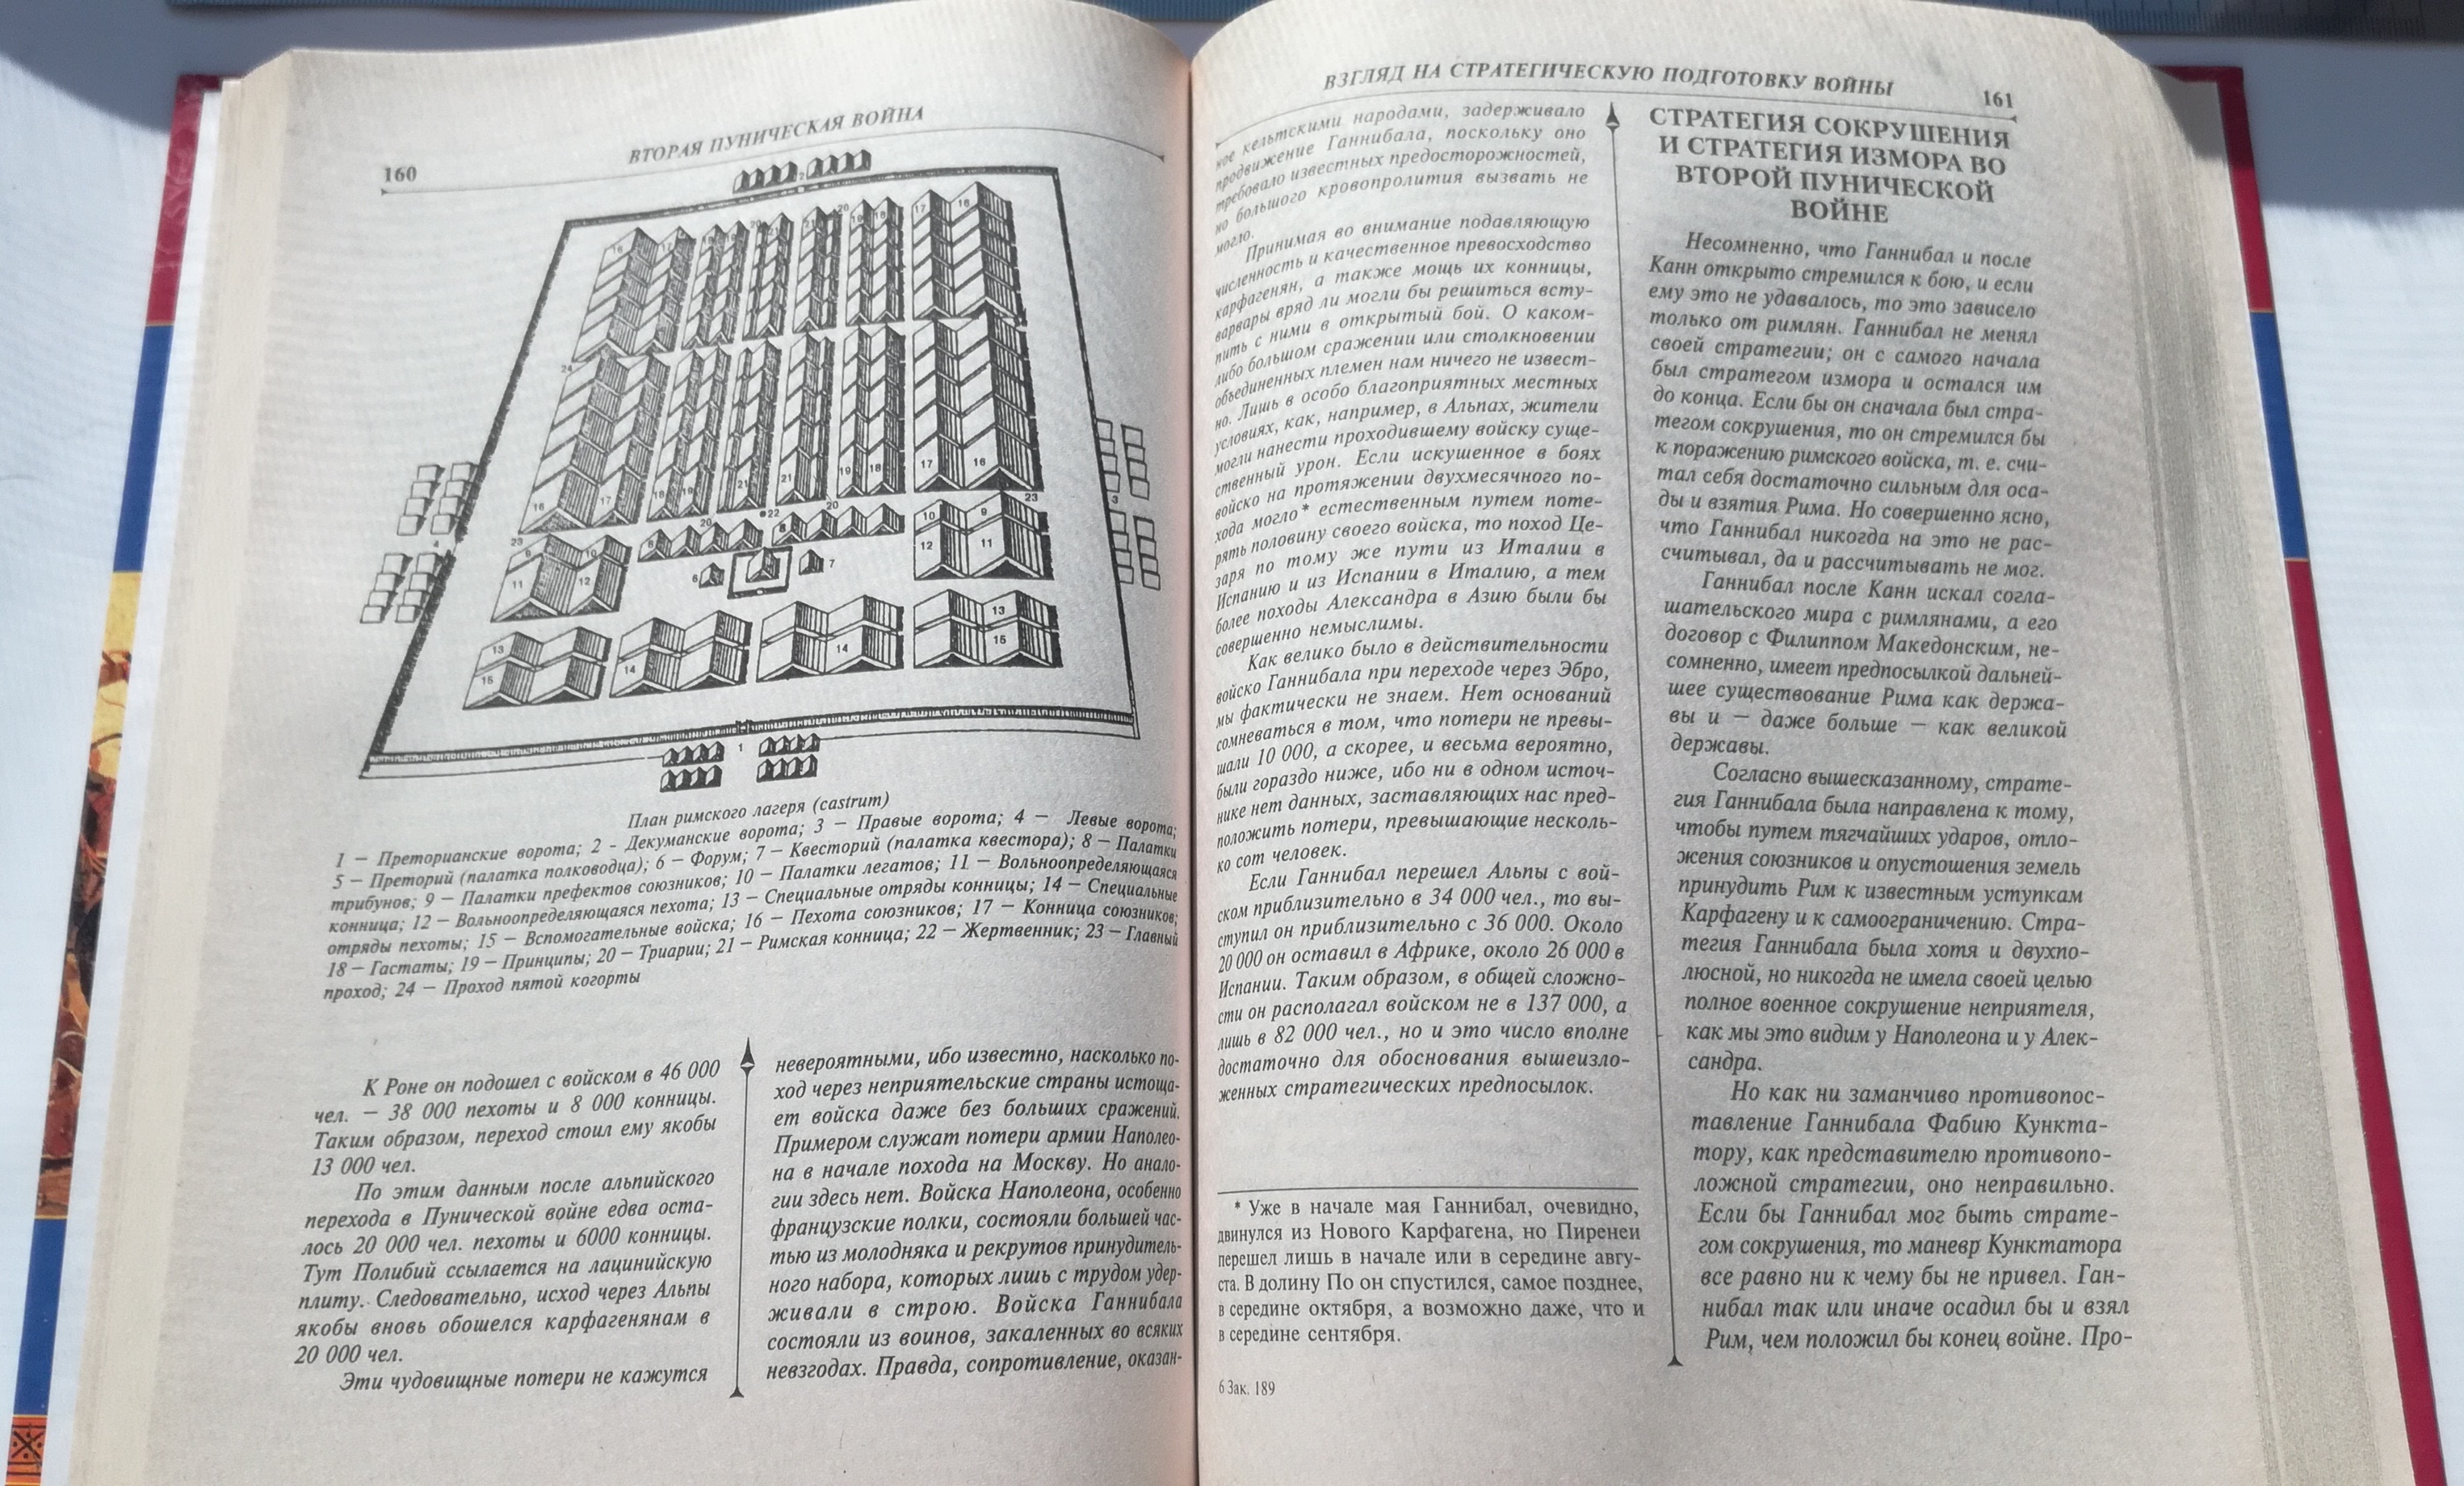 160
ВТОРАЯ ПУНИЧЕСКАЯ ВОЙНА
План римского лагеря (castrum)
1 — Преторианские ворота; 2 - Декуманские ворота; 3 — Правые ворота; 4 — Левые ворота;
5 — Преторий (палатка полководца); 6 — Форум; 7 — Квесторий (палатка квестора); 8 — Палатки
трибунов; 9 — Палатки префектов союзников; 10 — Палатки легатов; 11 — Вольноопределяющаяся
конница; 12 — Вольноопределяющаяся пехота; 13 — Специальные отряды конницы; 14 — Специальные
отряды пехоты; 15 — Вспомогательные войска; 16 — Пехота союзников; 17 — Конница союзников;
18 — Гастаты; 19 — Принципы; 20 — Триарии; 21 — Римская конница; 22 — Жертвенник; 23 — Главный
проход; 24 — Проход пятой когорты
К Роне он подошел с войском в 46 000
чел. — 38 000 пехоты и 8 000 конницы.
Таким образом, переход стоил ему якобы
13 000 чел.
По этим данным после альпийского
перехода в Пунической войне едва оста-
лось 20 000 чел. пехоты и 6000 конницы.
Тут Полибий ссылается на лацинийскую
плиту. Следовательно, исход через Альпы
якобы вновь обошелся карфагенянам в
20 000 чел.
Эти чудовищные потери не кажутся
невероятными, ибо известно, насколько по-
ход через неприятельские страны истоща-
ет войска даже без больших сражений.
Примером служат потери армии Наполео-
на в начале похода на Москву. Но анало-
гии здесь нет. Войска Наполеона, особенно
французские полки, состояли большей час-
тью из молодняка и рекрутов принудитель-
ного набора, которых лишь с трудом удер-
живали в строю. Войска Ганнибала
состояли из воинов, закаленных во всяких
невзгодах. Правда, сопротивление, оказан-
ВЗГЛЯД НА СТРАТЕГИЧЕСКУЮ ПОДГОТОВКУ ВОЙНЫ
161
ное кельтскими народами, задерживало
продвижение Ганнибала, поскольку оно
требовало известных предосторожностей,
но большого кровопролития вызвать не
могло.
Принимая во внимание подавляющую
численность и качественное превосходство
карфагенян, а также мощь их конницы,
варвары вряд ли могли бы решиться всту-
пить с ними в открытый бой. О каком-
либо большом сражении или столкновении
объединенных племен нам ничего не извест-
но. Лишь в особо благоприятных местных
условиях, как, например, в Альпах, жители
могли нанести проходившему войску суще-
ственный урон. Если искушенное в боях
войско на протяжении двухмесячного по-
хода могло* естественным путем поте-
рять половину своего войска, то поход Це-
заря по тому же пути из Италии в
Испанию и из Испании в Италию, а тем
более походы Александра в Азию были бы
совершенно немыслимы.
Как велико было в действительности
войско Ганнибала при переходе через Эбро,
мы фактически не знаем. Нет оснований
сомневаться в том, что потери не превы-
шали 10 000, а скорее, и весьма вероятно,
были гораздо ниже, ибо ни в одном источ-
нике нет данных, заставляющих нас пред-
положить потери, превышающие несколь-
ко сот человек.
Если Ганнибал перешел Альпы с вой-
ском приблизительно в 34 000 чел., то вы-
ступил он приблизительно с 36 000. Около
20 000 он оставил в Африке, около 26 000 в
Испании. Таким образом, в общей сложно-
сти он располагал войском не в 137 000, а
лишь в 82 000 чел., но и это число вполне
достаточно для обоснования вышеизло-
женных стратегических предпосылок.
* Уже в начале мая Ганнибал, очевидно,
двинулся из Нового Карфагена, но Пиренеи
перешел лишь в начале или в середине авгу-
ста. В долину По он спустился, самое позднее,
в середине октября, а возможно даже, что и
в середине сентября.
6 Зак. 189
СТРАТЕГИЯ СОКРУШЕНИЯ
И СТРАТЕГИЯ ИЗМОРА ВО
ВТОРОЙ ПУНИЧЕСКОЙ
ВОЙНЕ
Несомненно, что Ганнибал и после
Канн открыто стремился к бою, и если
ему это не удавалось, то это зависело
только от римлян. Ганнибал не менял
своей стратегии; он с самого начала
был стратегом измора и остался им
до конца. Если бы он сначала был стра-
тегом сокрушения, то он стремился бы
к поражению римского войска, т. е. счи-
тал себя достаточно сильным для оса-
ды и взятия Рима. Но совершенно ясно,
что Ганнибал никогда на это не рас-
считывал, да и рассчитывать не мог.
Ганнибал после Канн искал согла-
шательского мира с римлянами, а его
договор с Филиппом Македонским, не-
сомненно, имеет предпосылкой дальней-
шее существование Рима как держа-
вы и — даже больше — как великой
державы.
Согласно вышесказанному, страте-
гия Ганнибала была направлена к тому,
чтобы путем тягчайших ударов, отло-
жения союзников и опустошения земель
принудить Рим к известным уступкам
Карфагену и к самоограничению. Стра-
тегия Ганнибала была хотя и двухпо-
люсной, но никогда не имела своей целью
полное военное сокрушение неприятеля,
как мы это видим у Наполеона и у Алек-
сандра.
Но как ни заманчиво противопос-
тавление Ганнибала Фабию Кункта-
тору, как представителю противопо-
ложной стратегии, оно неправильно.
Если бы Ганнибал мог быть страте-
гом сокрушения, то маневр Кунктатора
все равно ни к чему бы не привел. Ган-
нибал так или иначе осадил бы и взял
Рим, чем положил бы конец войне. Про-